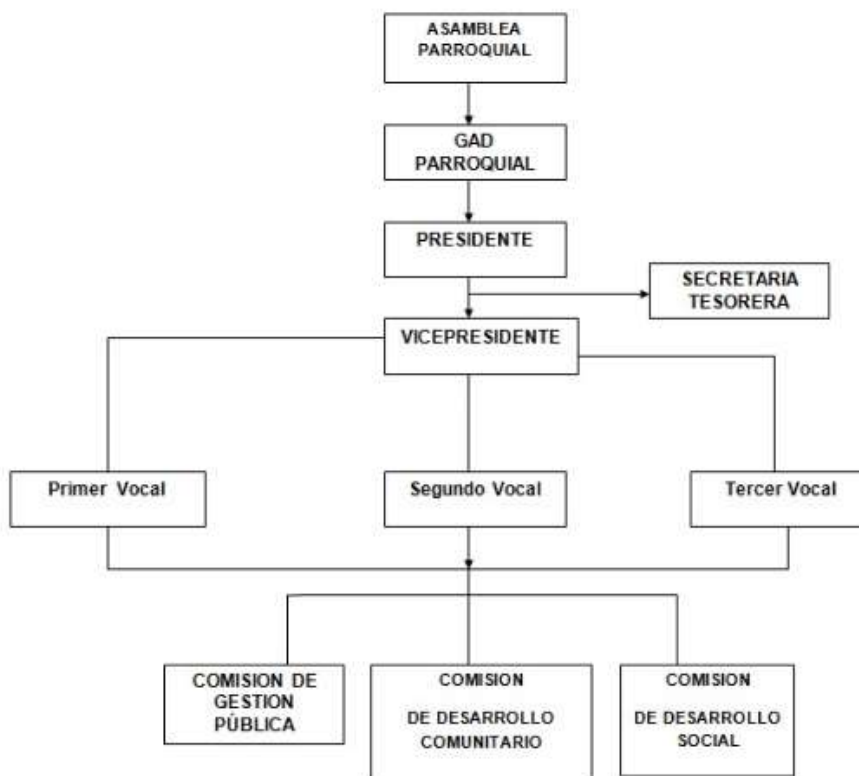 ASAMBLEA
PARROQUIAL
GAD
PARROQUIAL
PRESIDENTE
SECRETARIA
TESORERA
VICEPRESIDENTE
Primer Vocal
Segundo Vocal
Tercer Vocal
COMISION DE
GESTION
PÚBLICA
COMISION
DE DESARROLLO
COMUNITARIO
COMISION
DE DESARROLLO
SOCIAL